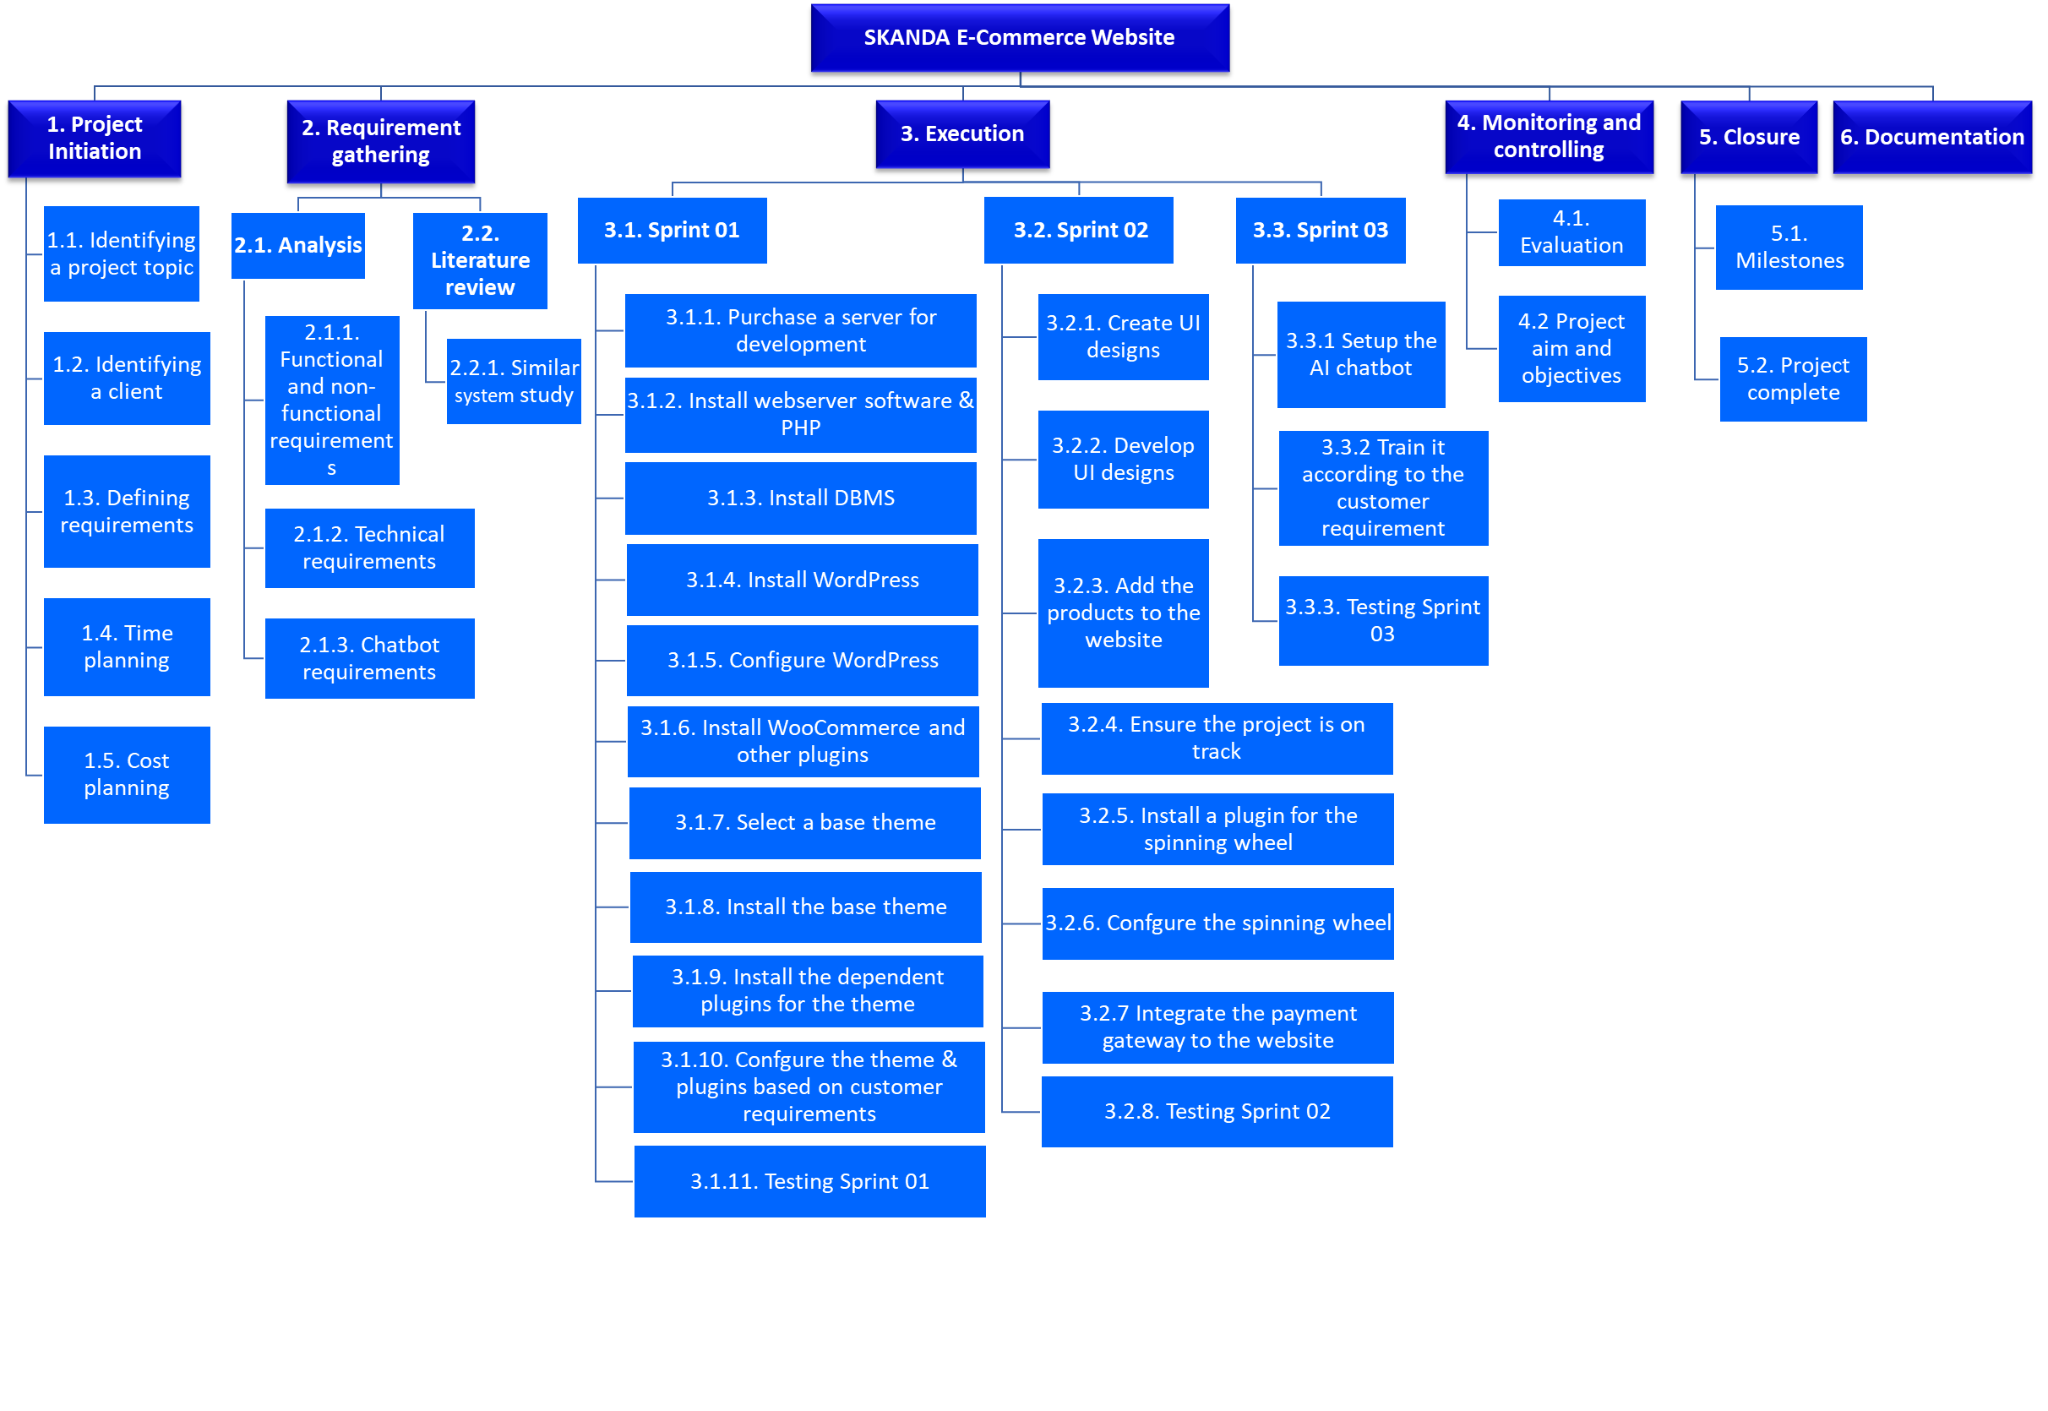 SKANDA E-Commerce Website
1. Project
Initiation
1.1. Identifying
a project topic
1.2. Identifying
a client
1.3. Defining
requirements
1.4. Time
planning
1.5. Cost
planning
2. Requirement
gathering
2.1. Analysis
2.1.1.
Functional
and non-
functional
requirement
s
2.1.2. Technical
requirements
2.1.3. Chatbot
requirements
2.2.
Literature
review
2.2.1. Similar
system study
3. Execution
3.1. Sprint 01
3.1.1. Purchase a server for
development
3.1.2. Install webserver software &
PHP
3.1.3. Install DBMS
3.1.4. Install WordPress
3.1.5. Configure WordPress
3.1.6. Install WooCommerce and
other plugins
3.1.7. Select a base theme
3.1.8. Install the base theme
3.1.9. Install the dependent
plugins for the theme
3.1.10. Confgure the theme &
plugins based on customer
requirements
3.1.11. Testing Sprint 01
3.2. Sprint 02
3.2.1. Create UI
designs
3.2.2. Develop
UI designs
3.2.3. Add the
products to the
website
3.2.4. Ensure the project is on
track
3.2.5. Install a plugin for the
spinning wheel
3.2.6. Confgure the spinning wheel
3.2.7 Integrate the payment
gateway to the website
3.2.8. Testing Sprint 02
3.3. Sprint 03
3.3.1 Setup the
AI chatbot
3.3.2 Train it
according to the
customer
requirement
3.3.3. Testing Sprint
03
4. Monitoring and
controlling
4.1.
Evaluation
4.2 Project
aim and
objectives
5. Closure
5.1.
Milestones
5.2. Project
complete
6. Documentation